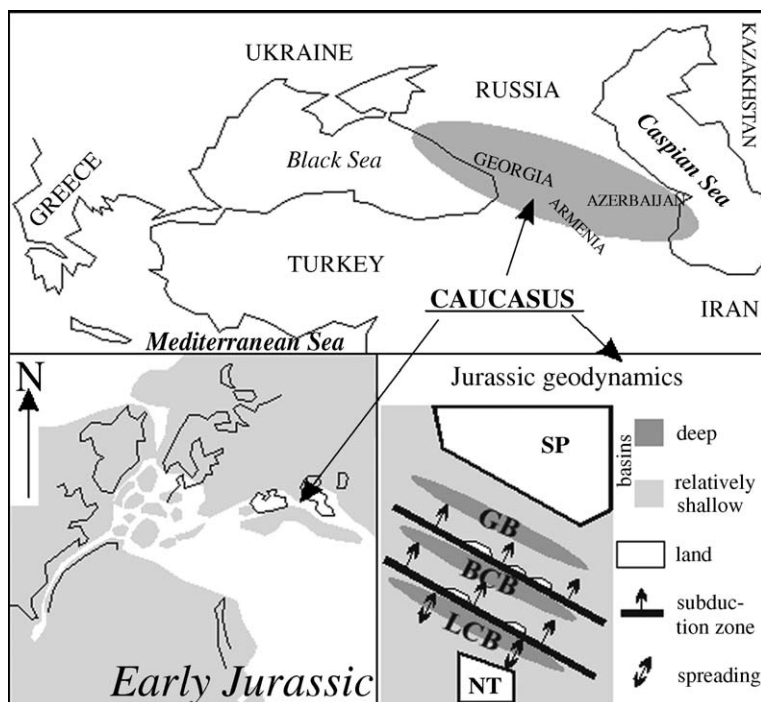 UKRAINE
RUSSIA
KAZAKHSTAN
Black Sea
Caspian Sea
GREECE
GEORGIA
AZERBAIJAN
ARMENIA
TURKEY
CAUCASUS
IRAN
Mediterranean Sea
N
Early Jurassic
Jurassic geodynamics
SP
GB
BCB
LCB
NT
basins
deep
relatively
shallow
land
subduc-
tion zone
spreading